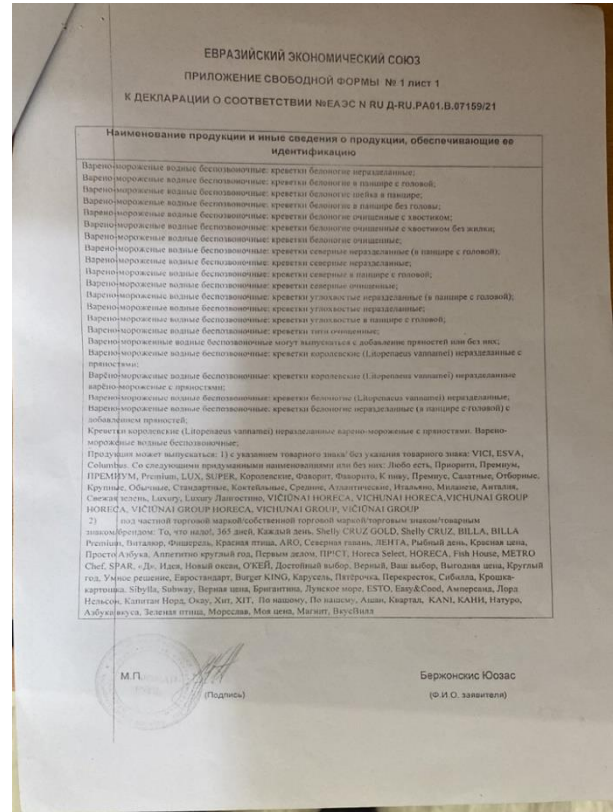 ЕВРАЗИЙСКИЙ ЭКОНОМИЧЕСКИЙ СОЮЗ
ПРИЛОЖЕНИЕ СВОБОДНОЙ ФОРМЫ № 1 лист 1
К ДЕКЛАРАЦИИ О СООТВЕТСТВИИ №ЕАЭС N RU Д-RU.РА01.В.07159/21
Наименование продукции и иные сведения о продукции, обеспечивающие ее
идентификацию
Варено-мороженые водные беспозвоночные: креветки белоногие неразделанные;
Варено-мороженые водные беспозвоночные: креветки белоногие в панцире с головой;
Варено-мороженые водные беспозвоночные: креветки белоногие шейка в панцире;
Варено-мороженые водные беспозвоночные: креветки белоногие в панцире без головы;
Варено-мороженые водные беспозвоночные: креветки белоногие очищенные с хвостиком;
Варено-мороженые водные беспозвоночные: креветки белоногие очищенные с хвостиком без жилки;
Варено-мороженые водные беспозвоночные: креветки белоногие очищенные;
Варено-мороженые водные беспозвоночные: креветки северные неразделанные (в панцире с головой);
Варено-мороженые водные беспозвоночные: креветки северные неразделанные;
Варено-мороженые водные беспозвоночные: креветки северные в панцире с головой;
Варено-мороженые водные беспозвоночные: креветки северные очищенные;
Варено-мороженые водные беспозвоночные: креветки углохвостые неразделанные (в панцире с головой);
Варено-мороженые водные беспозвоночные: креветки углохвостые неразделанные;
Варено-мороженые водные беспозвоночные: креветки углохвостые в панцире с головой;
Варено-мороженые водные беспозвоночные: креветки тити очищенные;
Варено-мороженные водные беспозвоночные могут выпускаться с добавление пряностей или без них;
Варено-мороженые водные беспозвоночные: креветки королевские (Litopenaeus vannamei) неразделанные с
пряностями;
Варёно-мороженые водные беспозвоночные: креветки королевские (Litopenaeus vannamei) неразделанные
варёно-мороженые с пряностями;
Варено-мороженые водные беспозвоночные: креветки белоногие (Litopenaeus vannamei) неразделанные;
Варено-мороженые водные беспозвоночные: креветки белоногие неразделанные (в панцире с головой) с
добавлением пряностей;
Креветки королевские (Litopenaeus vannamei) неразделанные варено-мороженые с пряностями. Варено-
мороженые водные беспозвоночные;
Продукция может выпускаться: 1) с указанием товарного знака/ без указания товарного знака: VICI, ESVA,
Columbus. Со следующими придуманными наименованиями или без них: Любо есть, Приорито, Премиум,
ПРЕМИУМ, Premium, LUX, SUPER, Королевские, Фаворит, Фаворито, К пиву, Премиус, Салатные, Отборные,
Крупные, Обычные, Стандартные, Коктейльные, Средние, Атлантические, Итальяно, Миланезе, Анталия,
Свежая зелень, Luxury, Luxury Лангостино, VIČIŪNAI HORECA, VICHUNAI HORECA,VICHUNAI GROUP
HORECA, VIČIŪNAI GROUP HORECA, VICHUNAI GROUP, VIČIŪNAI GROUP
2) под частной торговой маркой/собственной торговой маркой/торговым знаком/товарным
знаком/брендом: То, что надо!, 365 дней, Каждый день, Shelly CRUZ GOLD, Shelly CRUZ, BILLA, BILLA
Premium, Виталюр, Фишерель, Красная птица, ARO, Северная гавань, ЛЕНТА, Рыбный день, Красная цена,
Просто Азбука, Аппетитно круглый год, Первым делом, Horeca Select, HORECA, Fish House, METRO
Chef, SPAR, «Д», Идея, Новый океан, О'КЕЙ, Достойный выбор, Верный, Ваш выбор, Выгодная цена, Круглый
год, Умное решение, Евростандарт, Burger KING, Карусель, Пятёрочка, Перекресток, Сибилла, Крошка-
картошка, Sibylla, Subway, Верная цена, Бригантина, Лунское море, ESTO, Easy&Cood, Амперсанд, Лорд
Нельсон, Капитан Норд, Окау, Хит, ХIТ, По нашому, По вашему, Ашан, Квартал, KANI, КАНИ, Натуро,
Азбука вкуса, Зеленая птица, Мореслав, Моя цена, Магнит, ВкусВилл
М.П.
(Подпись)
Бержонскис Юозас
(Ф.И.О. заявителя)